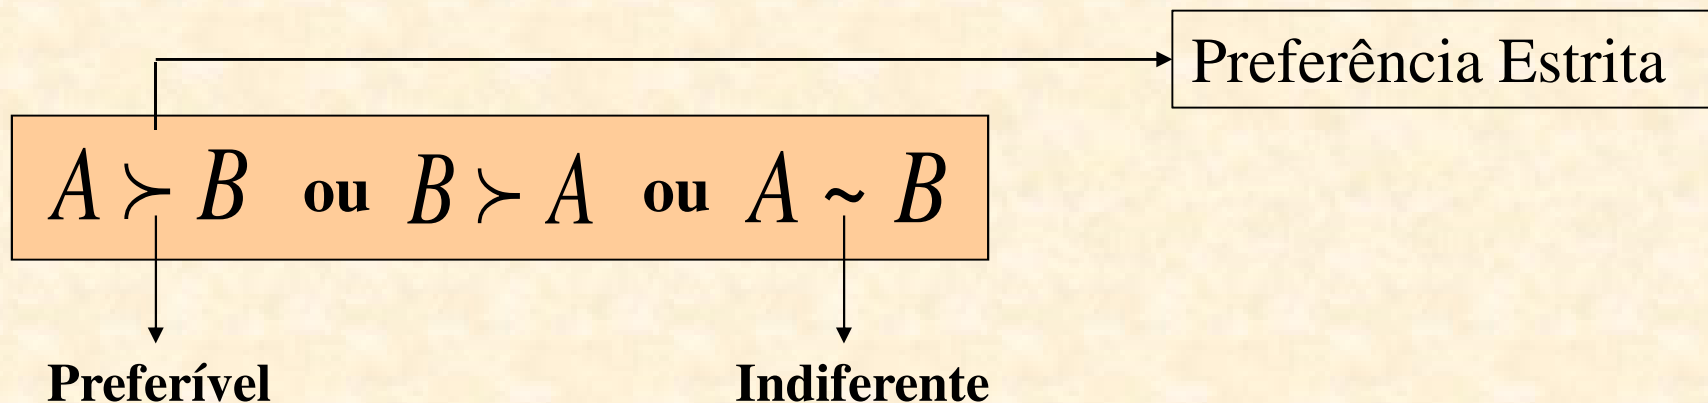 Preferência Estrita
A ≻ B ou B ≻ A ou A ~ B
Preferível Indiferente